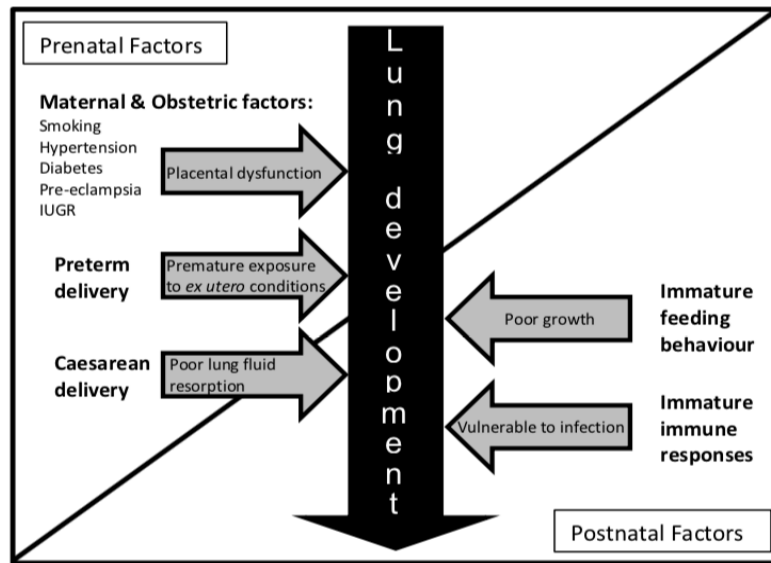 Prenatal Factors
Maternal & Obstetric factors:
Smoking
Hypertension
Diabetes
Pre-eclampsia
IUGR
Placental dysfunction
Preterm
delivery
Premature exposure
to ex utero conditions
Caesarean
delivery
Poor lung fluid
resorption
Lung development
Poor growth
Immature
feeding
behaviour
Vulnerable to infection
Immature
immune
responses
Postnatal Factors